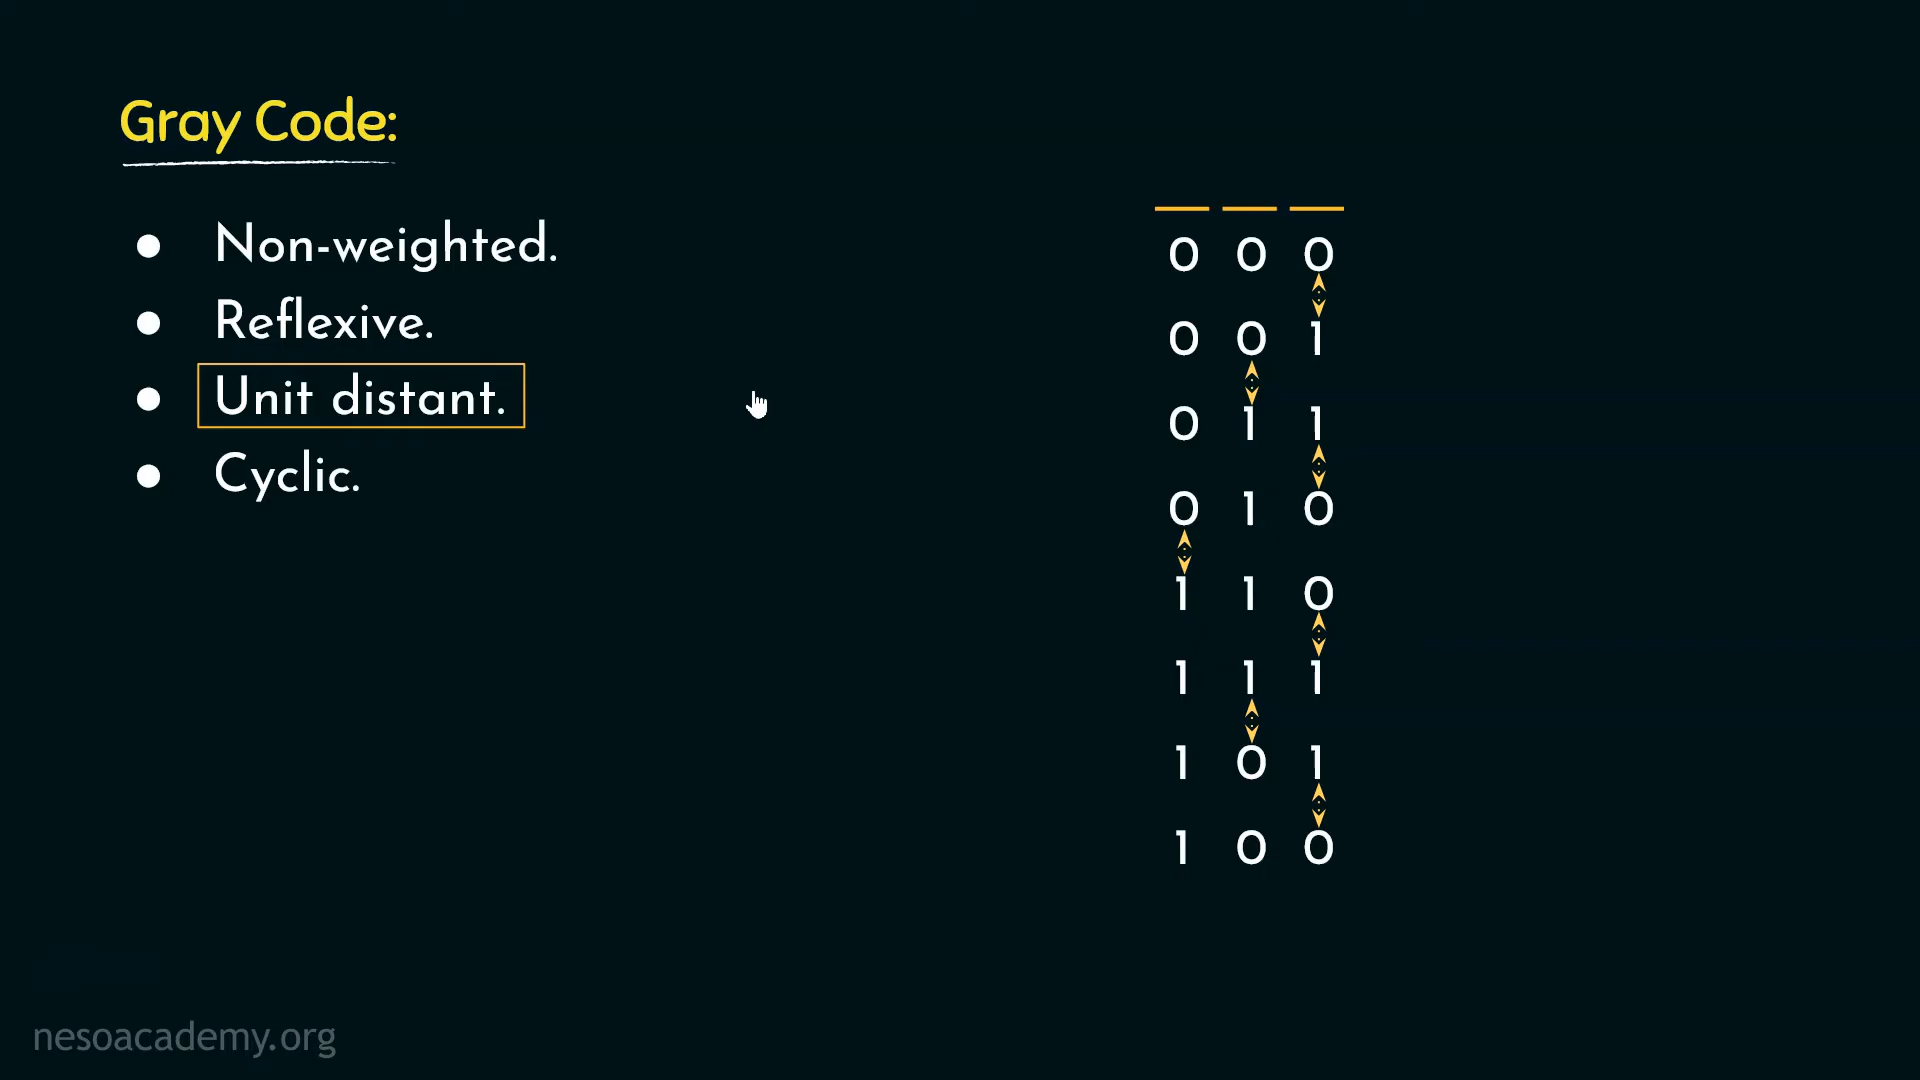 Gray Code:
● Non-weighted.
● Reflexive.
● Unit distant.
● Cyclic.
0 0 0
0 0 1
0 1 1
0 1 0
1 1 0
1 1 1
1 0 1
1 0 0
nesoacademy.org